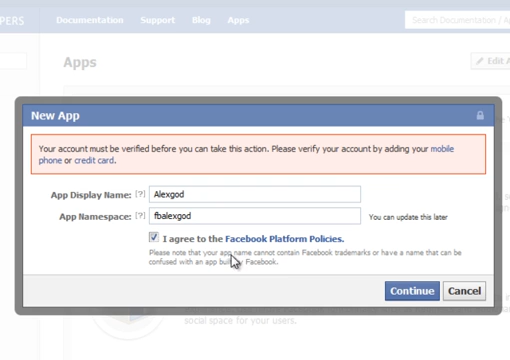 PERS Documentation Support Blog Apps Search Documentation / A
Apps
Edit A
New App
Your account must be verified before you can take this action. Please verify your account by adding your mobile
phone or credit card.
App Display Name: [?] Alexgod
App Namespace: [?] fbalexgod You can update this later
I agree to the Facebook Platform Policies.
Please note that your app name cannot contain Facebook trademarks or have a name that can be
confused with an app built by Facebook.
Continue Cancel
social space for your users.